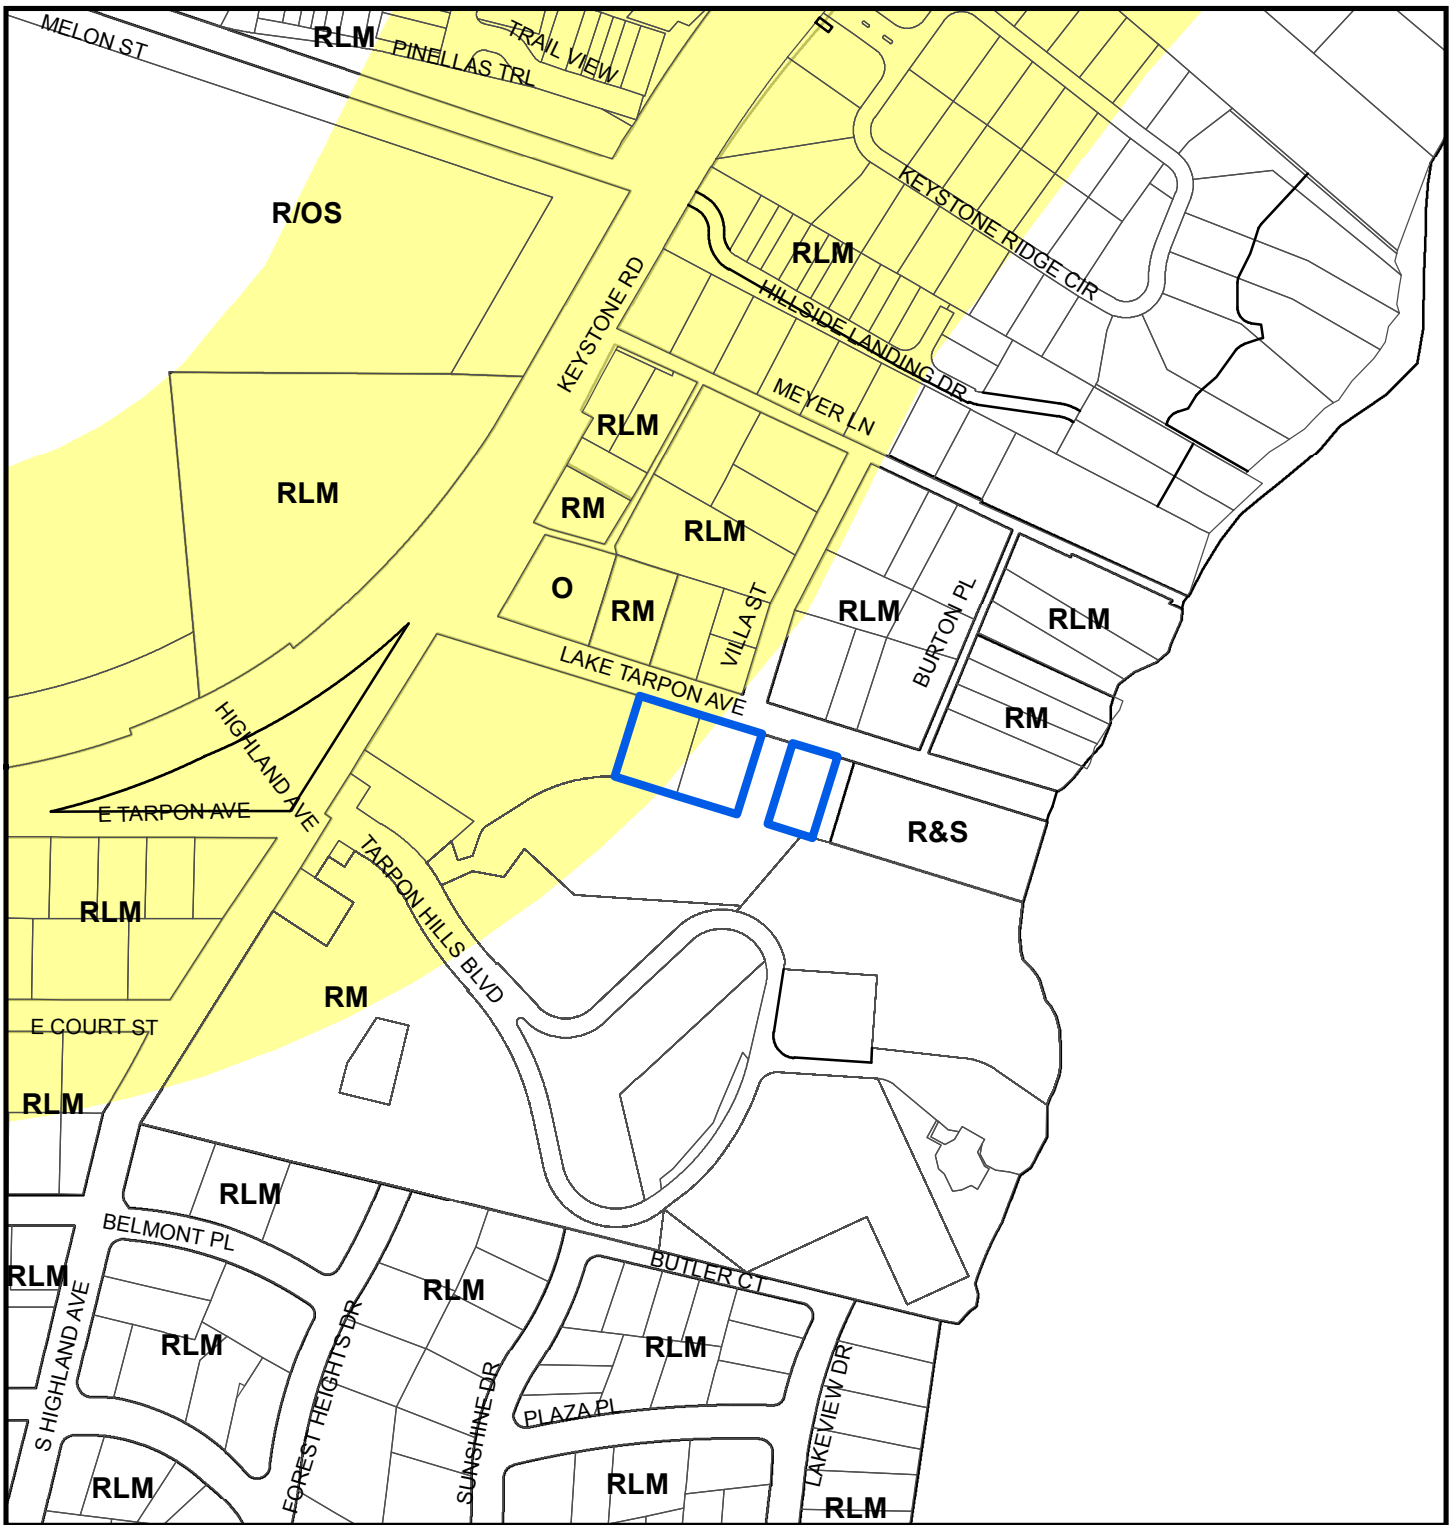 MELON ST
RLM
PINELLAS TRL
TRAIL VIEW
R/OS
KEYSTONE RIDGE CIR
RLM
KEYSTONE RD
HILLSIDE LANDING DR
MEYER LN
RLM
RLM
RM
RLM
O
RM
VILLA ST
RLM
BURTON PL
RLM
LAKE TARPON AVE
RM
HIGHLAND AVE
E TARPON AVE
R&S
TARPON HILLS BLVD
RLM
RM
E COURT ST
RLM
RLM
BELMONT PL
RLM
RLM
BUTLER CT
S HIGHLAND AVE
RLM
FOREST HEIGHTS DR
RLM
SUNSHINE DR
LAKEVIEW DR
PLAZA PL
RLM
RLM
RLM